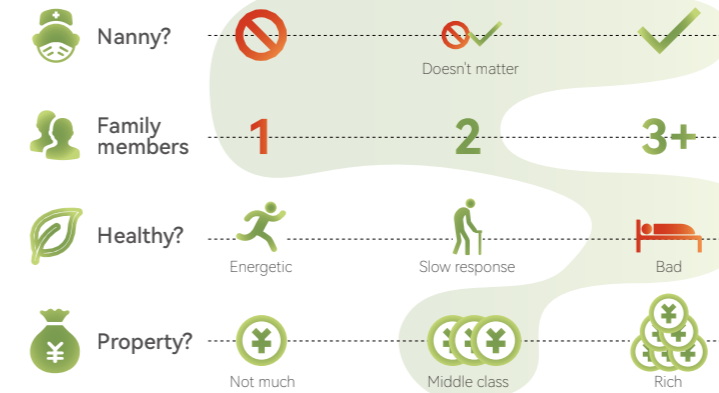 Nanny?
Doesn't matter
Family
members
1
2
3+
Healthy?
Energetic
Slow response
Bad
¥
Property?
¥
¥ ¥ ¥
¥
¥ ¥
¥ ¥ ¥
Not much
Middle class
Rich